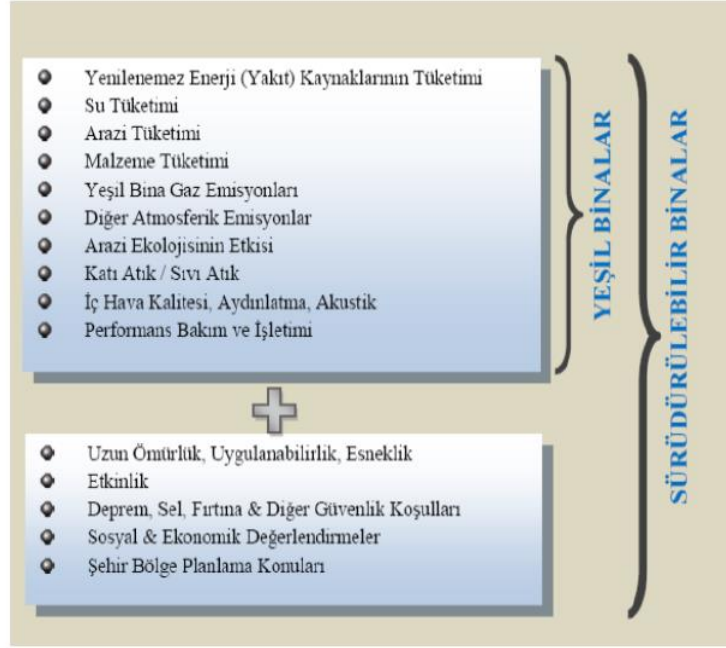 Yenilenemez Enerji (Yakıt) Kaynaklarının Tüketimi
Su Tüketimi
Arazi Tüketimi
Malzeme Tüketimi
Yeşil Bina Gaz Emisyonları
Diğer Atmosferik Emisyonlar
Arazi Ekolojisinin Etkisi
Katı Atık / Sıvı Atık
İç Hava Kalitesi, Aydınlatma, Akustik
Performans Bakım ve İşletimi
YEŞİL BİNALAR
Uzun Ömürlük, Uygulanabilirlik, Esneklik
Etkinlik
Deprem, Sel, Fırtına & Diğer Güvenlik Koşulları
Sosyal & Ekonomik Değerlendirmeler
Şehir Bölge Planlama Konuları
SÜRÜDÜRÜLEBİLİR BİNALAR